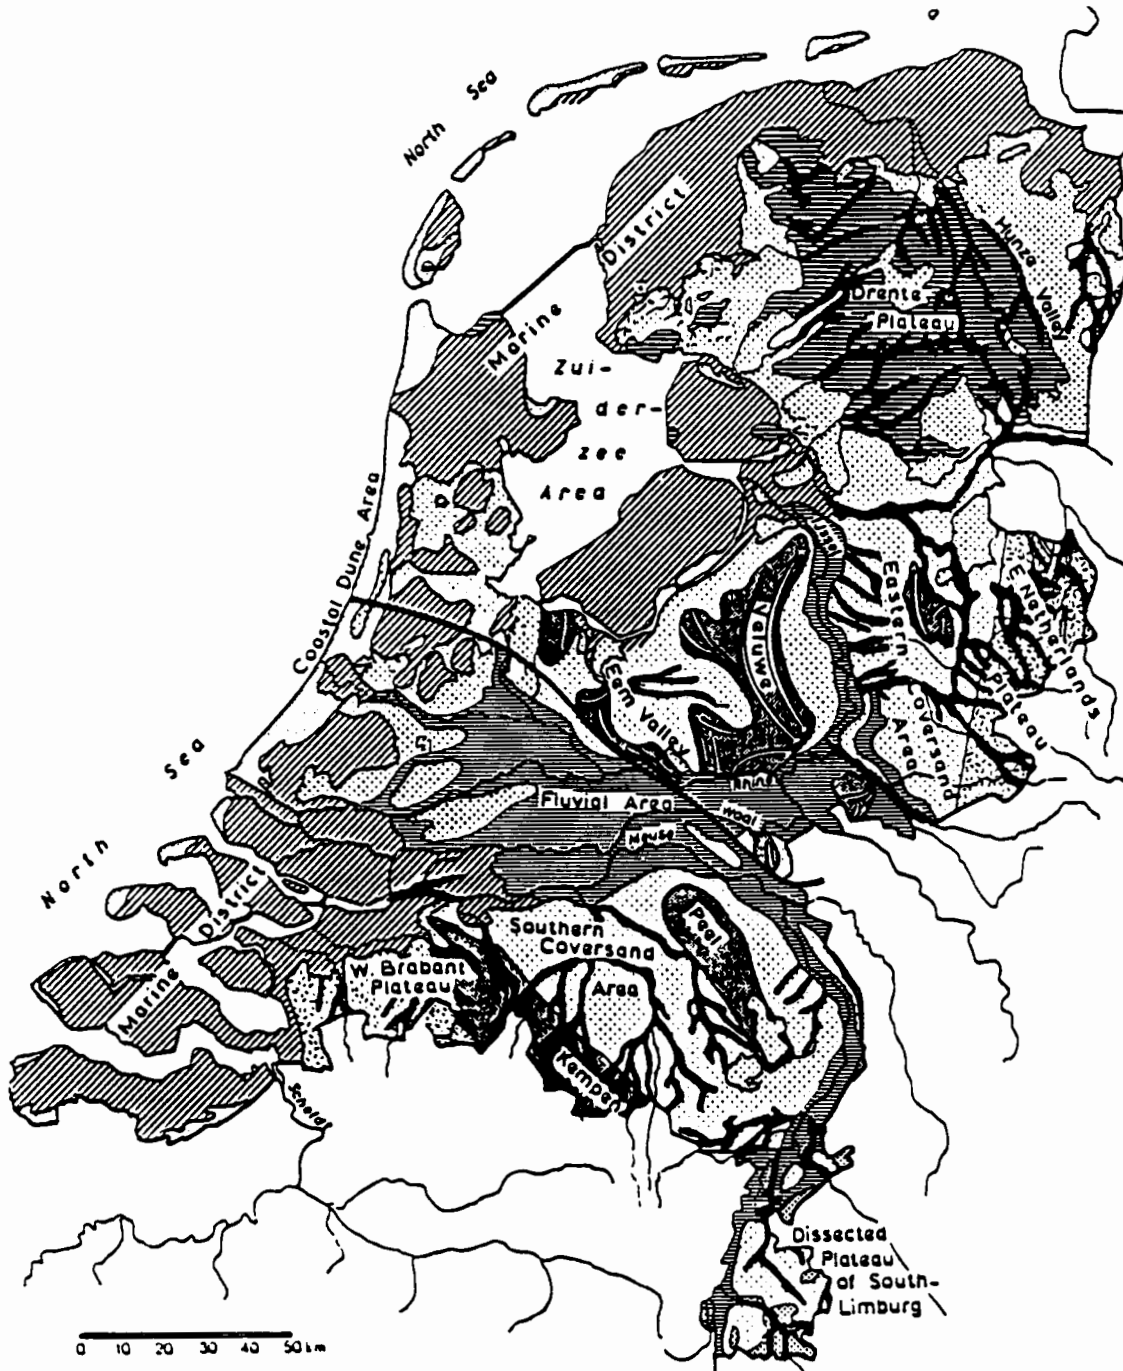 North Sea
Marine District
Hunze Valley
Drente
Plateau
Zui-
der-
zee
Area
Coastal Dune Area
IJssel
Eastern
Coversand
Area
E Netherlands
Plateau
Veluwe
Eem Valley
North Sea
Fluvial Area
Rhine
Waal
Meuse
Marine District
Southern
Coversand
Area
Peel
W. Brabant
Plateau
Kempen
Scheldt
Dissected
Plateau
of South-
Limburg
0 10 20 30 40 50 km